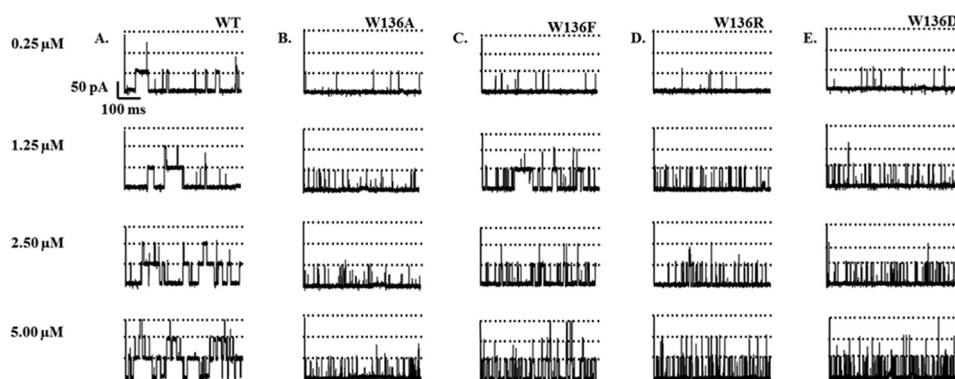 WT W136A W136F W136R W136D
0.25 µM A. B. C. D. E.
50 pA
100 ms
1.25 µM
2.50 µM
5.00 µM